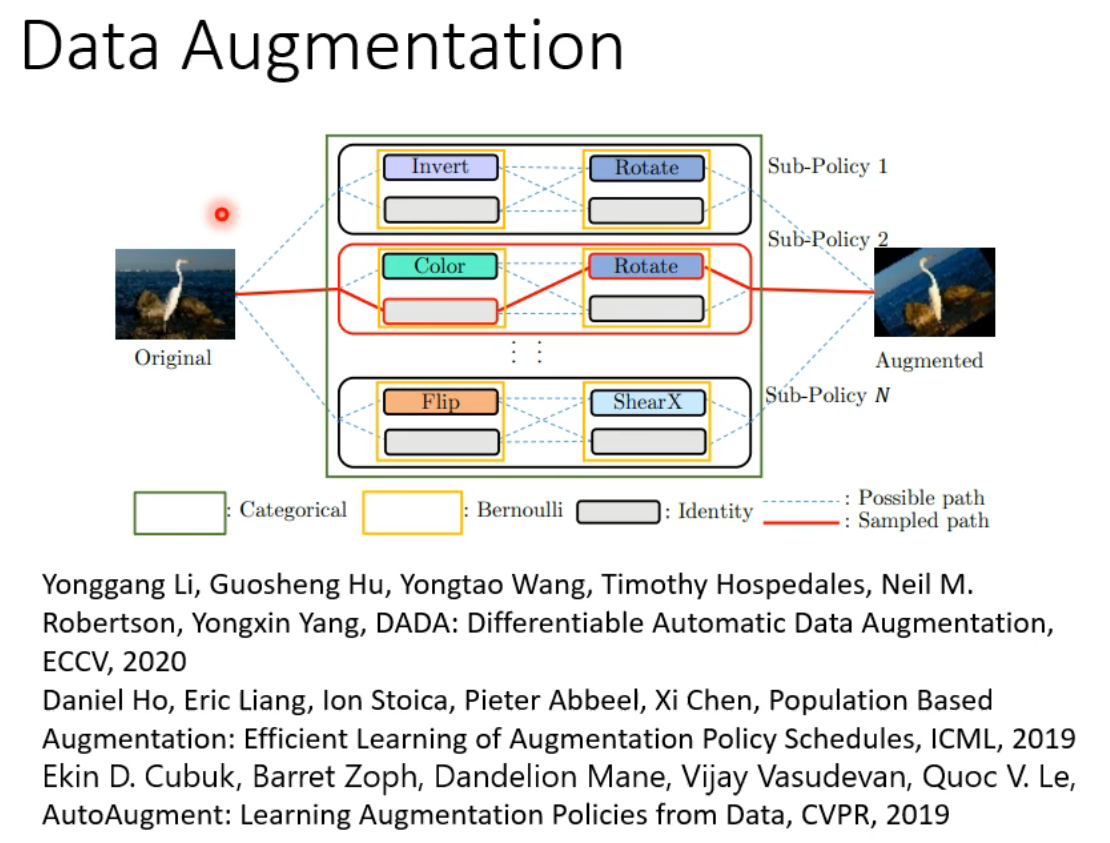 Data Augmentation
Invert
Rotate
Sub-Policy 1
Color
Rotate
Sub-Policy 2
Original
Augmented
Flip
ShearX
Sub-Policy N
: Categorical
: Bernoulli
: Identity
: Possible path
: Sampled path
Yonggang Li, Guosheng Hu, Yongtao Wang, Timothy Hospedales, Neil M.
Robertson, Yongxin Yang, DADA: Differentiable Automatic Data Augmentation,
ECCV, 2020
Daniel Ho, Eric Liang, Ion Stoica, Pieter Abbeel, Xi Chen, Population Based
Augmentation: Efficient Learning of Augmentation Policy Schedules, ICML, 2019
Ekin D. Cubuk, Barret Zoph, Dandelion Mane, Vijay Vasudevan, Quoc V. Le,
AutoAugment: Learning Augmentation Policies from Data, CVPR, 2019